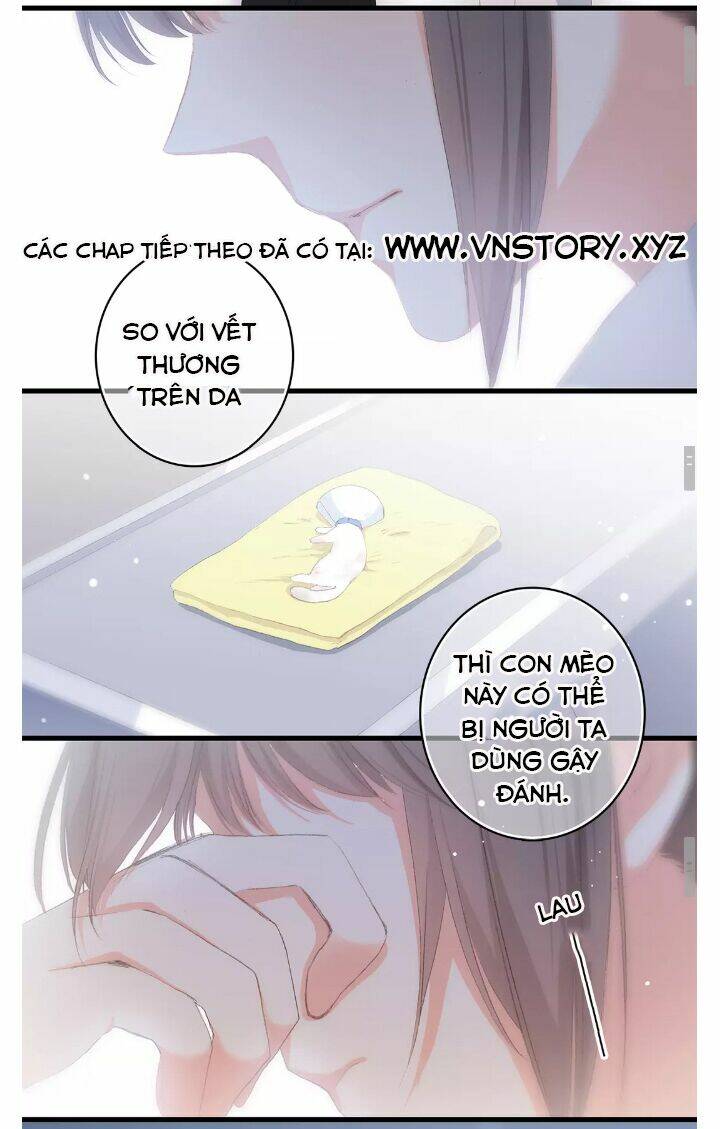 CÁC CHAP TIẾP THEO ĐÃ CÓ TẠI: WWW.VNSTORY.XYZ
SO VỚI VẾT
THƯƠNG
TRÊN DA
THÌ CON MÈO
NÀY CÓ THỂ
BỊ NGƯỜI TA
DÙNG GẬY
ĐÁNH.
LAU